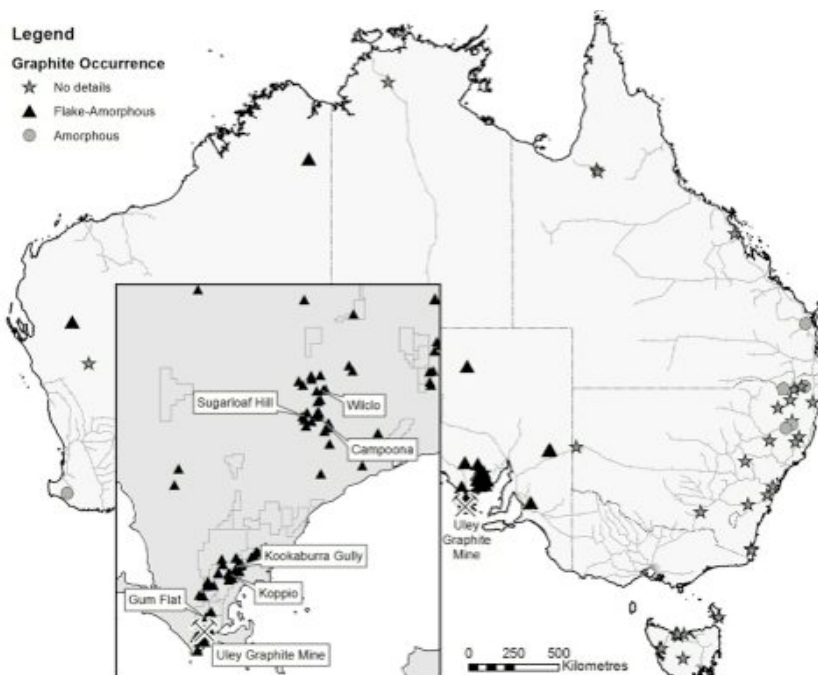 Legend
Graphite Occurrence
No details
Flake-Amorphous
Amorphous
Sugarloaf Hill
Wilclo
Campoona
Kookaburra Gully
Koppio
Gum Flat
Uley Graphite Mine
Uley
Graphite
Mine
0 250 500
Kilometres